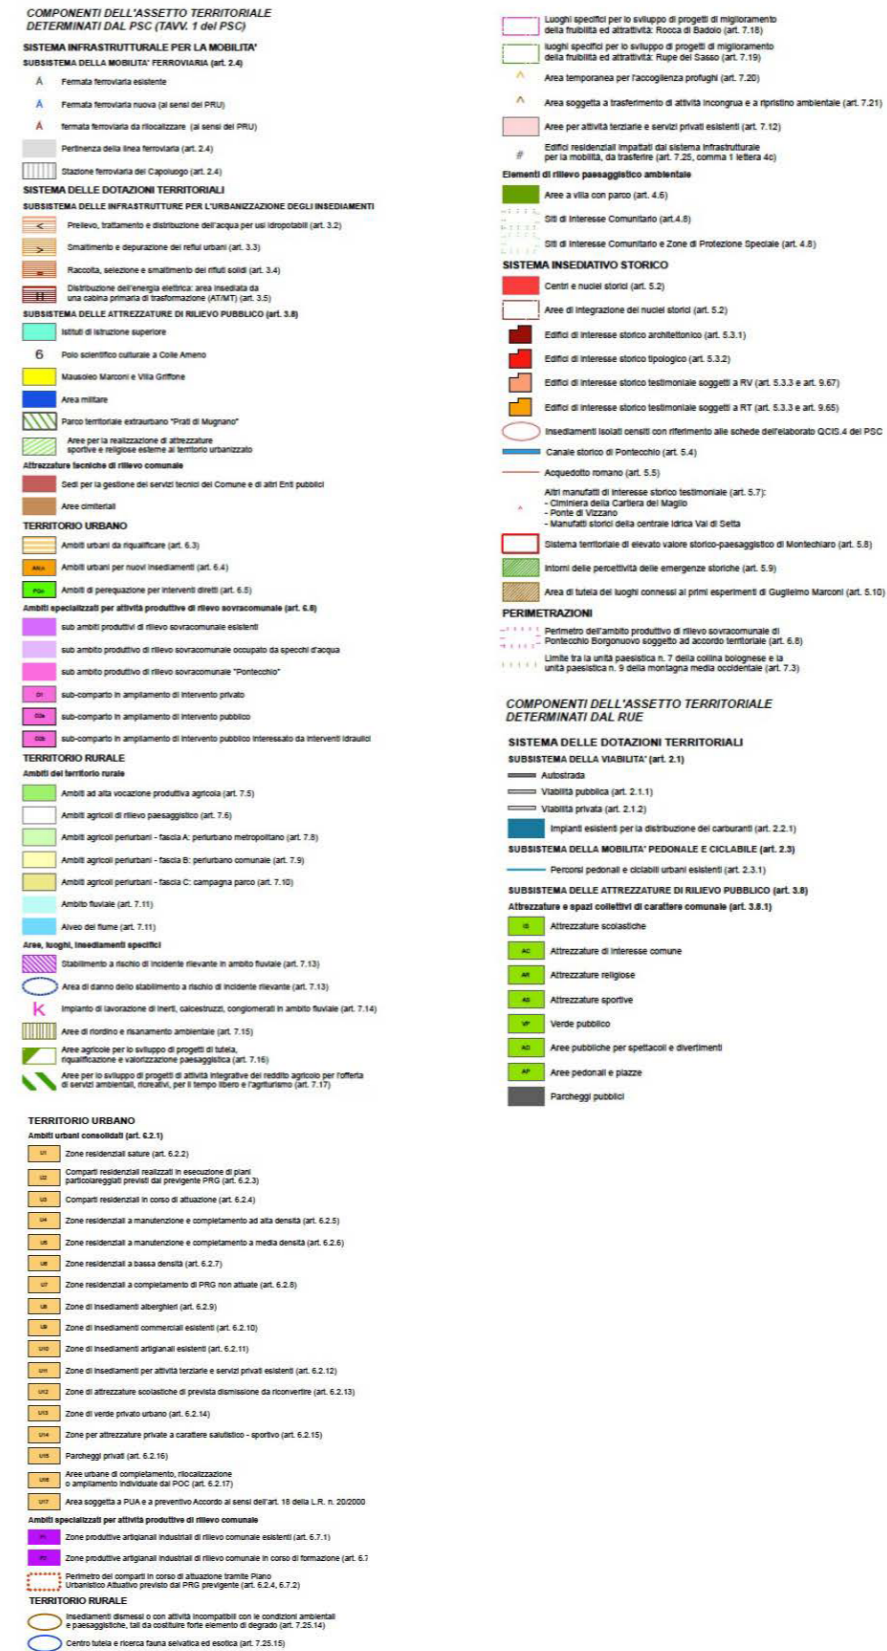 COMPONENTI DELL'ASSETTO TERRITORIALE
DETERMINATI DAL PSC (TAVV. 1 del PSC)
SISTEMA INFRASTRUTTURALE PER LA MOBILITA'
SUBSISTEMA DELLA MOBILITA' FERROVIARIA (art. 2.4)
A Fermata ferroviaria esistente
A Fermata ferroviaria nuova (ai sensi del PRU)
A fermata ferroviaria da rilocalizzare (ai sensi del PRU)
Pertinenza della linea ferroviaria (art. 2.4)
Stazione ferroviaria del Capoluogo (art. 2.4)
SISTEMA DELLE DOTAZIONI TERRITORIALI
SUBSISTEMA DELLE INFRASTRUTTURE PER L'URBANIZZAZIONE DEGLI INSEDIAMENTI
< Prelievo, trattamento e distribuzione dell'acqua per usi idropotabili (art. 3.2)
> Smaltimento e depurazione dei reflui urbani (art. 3.3)
= Raccolta, selezione e smaltimento dei rifiuti solidi (art. 3.4)
Distribuzione dell'energia elettrica: area insediata da
una cabina primaria di trasformazione (AT/MT) (art. 3.5)
SUBSISTEMA DELLE ATTREZZATURE DI RILIEVO PUBBLICO (art. 3.8)
Istituti di istruzione superiore
6 Polo scientifico culturale a Colle Ameno
Mausoleo Marconi e Villa Griffone
Area militare
Parco territoriale extraurbano "Prati di Mugnano"
Aree per la realizzazione di attrezzature
sportive e religiose esterne al territorio urbanizzato
Attrezzature tecniche di rilievo comunale
Sedi per la gestione dei servizi tecnici del Comune e di altri Enti pubblici
Aree cimiteriali
TERRITORIO URBANO
Ambiti urbani da riqualificare (art. 6.3)
AN.n Ambiti urbani per nuovi insediamenti (art. 6.4)
Ambiti di perequazione per interventi diretti (art. 6.5)
Ambiti specializzati per attività produttive di rilievo sovracomunale (art. 6.6)
sub ambiti produttivi di rilievo sovracomunale esistenti
sub ambito produttivo di rilievo sovracomunale occupato da specchi d'acqua
sub ambito produttivo di rilievo sovracomunale "Pontecchio"
D1 sub-comparto in ampliamento di intervento privato
D2a sub-comparto in ampliamento di intervento pubblico
D2b sub-comparto in ampliamento di intervento pubblico interessato da interventi idraulici
TERRITORIO RURALE
Ambiti del territorio rurale
Ambiti ad alta vocazione produttiva agricola (art. 7.5)
Ambiti agricoli di rilievo paesaggistico (art. 7.6)
Ambiti agricoli periurbani - fascia A: periurbano metropolitano (art. 7.8)
Ambiti agricoli periurbani - fascia B: periurbano comunale (art. 7.9)
Ambiti agricoli periurbani - fascia C: campagna parco (art. 7.10)
Ambito fluviale (art. 7.11)
Alveo del fiume (art. 7.11)
Aree, luoghi, insediamenti specifici
Stabilimento a rischio di incidente rilevante in ambito fluviale (art. 7.13)
Area di danno dello stabilimento a rischio di incidente rilevante (art. 7.13)
k Impianto di lavorazione di inerti, calcestruzzi, conglomerati in ambito fluviale (art. 7.14)
Aree di riordino e risanamento ambientale (art. 7.15)
Aree agricole per lo sviluppo di progetti di tutela,
riqualificazione e valorizzazione paesaggistica (art. 7.16)
Aree per lo sviluppo di progetti di attività integrative del reddito agricolo per l'offerta
di servizi ambientali, ricreativi, per il tempo libero e l'agriturismo (art. 7.17)
TERRITORIO URBANO
Ambiti urbani consolidati (art. 6.2.1)
U1 Zone residenziali sature (art. 6.2.2)
U2 Comparti residenziali realizzati in esecuzione di piani
particolareggiati previsti dal previgente PRG (art. 6.2.3)
U3 Comparti residenziali in corso di attuazione (art. 6.2.4)
U4 Zone residenziali a manutenzione e completamento ad alta densità (art. 6.2.5)
U5 Zone residenziali a manutenzione e completamento a media densità (art. 6.2.6)
U6 Zone residenziali a bassa densità (art. 6.2.7)
U7 Zone residenziali a completamento di PRG non attuate (art. 6.2.8)
U8 Zone di insediamenti alberghieri (art. 6.2.9)
U9 Zone di insediamenti commerciali esistenti (art. 6.2.10)
U10 Zone di insediamenti artigianali esistenti (art. 6.2.11)
U11 Zone di insediamenti per attività terziarie e servizi privati esistenti (art. 6.2.12)
U12 Zone di attrezzature scolastiche di prevista dismissione da riconvertire (art. 6.2.13)
U13 Zone di verde privato urbano (art. 6.2.14)
U14 Zone per attrezzature private a carattere salutistico - sportivo (art. 6.2.15)
U15 Parcheggi privati (art. 6.2.16)
U16 Aree urbane di completamento, rilocalizzazione
o ampliamento individuate dal POC (art. 6.2.17)
U17 Area soggetta a PUA e a preventivo Accordo ai sensi dell'art. 18 della L.R. n. 20/2000
Ambiti specializzati per attività produttive di rilievo comunale
P1 Zone produttive artigianali industriali di rilievo comunale esistenti (art. 6.7.1)
P2 Zone produttive artigianali industriali di rilievo comunale in corso di formazione (art. 6.7
Perimetro dei comparti in corso di attuazione tramite Piano
Urbanistico Attuativo previsto dal PRG previgente (art. 6.2.4, 6.7.2)
TERRITORIO RURALE
Insediamenti dismessi o con attività incompatibili con le condizioni ambientali
e paesaggistiche, tali da costituire forte elemento di degrado (art. 7.25.14)
Centro tutela e ricerca fauna selvatica ed esotica (art. 7.25.15)
Luoghi specifici per lo sviluppo di progetti di miglioramento
della fruibilità ed attrattività: Rocca di Badolo (art. 7.18)
luoghi specifici per lo sviluppo di progetti di miglioramento
della fruibilità ed attrattività: Rupe del Sasso (art. 7.19)
^ Area temporanea per l'accoglienza profughi (art. 7.20)
^ Area soggetta a trasferimento di attività incongrua e a ripristino ambientale (art. 7.21)
Aree per attività terziarie e servizi privati esistenti (art. 7.12)
# Edifici residenziali impattati dal sistema infrastrutturale
per la mobilità, da trasferire (art. 7.25, comma 1 lettera 4c)
Elementi di rilievo paesaggistico ambientale
Aree a villa con parco (art. 4.6)
Siti di Interesse Comunitario (art.4.8)
Siti di Interesse Comunitario e Zone di Protezione Speciale (art. 4.8)
SISTEMA INSEDIATIVO STORICO
Centri e nuclei storici (art. 5.2)
Aree di integrazione dei nuclei storici (art. 5.2)
Edifici di interesse storico architettonico (art. 5.3.1)
Edifici di interesse storico tipologico (art. 5.3.2)
Edifici di interesse storico testimoniale soggetti a RV (art. 5.3.3 e art. 9.67)
Edifici di interesse storico testimoniale soggetti a RT (art. 5.3.3 e art. 9.65)
Insediamenti isolati censiti con riferimento alle schede dell'elaborato QCIS.4 del PSC
Canale storico di Pontecchio (art. 5.4)
Acquedotto romano (art. 5.5)
^ Altri manufatti di interesse storico testimoniale (art. 5.7):
- Ciminiera della Cartiera del Maglio
- Ponte di Vizzano
- Manufatti storici della centrale idrica Val di Setta
Sistema territoriale di elevato valore storico-paesaggistico di Montechiaro (art. 5.8)
Intorni delle percettività delle emergenze storiche (art. 5.9)
Area di tutela dei luoghi connessi ai primi esperimenti di Guglielmo Marconi (art. 5.10)
PERIMETRAZIONI
Perimetro dell'ambito produttivo di rilievo sovracomunale di
Pontecchio Borgonuovo soggetto ad accordo territoriale (art. 6.6)
Limite tra la unità paesistica n. 7 della collina bolognese e la
unità paesistica n. 9 della montagna media occidentale (art. 7.3)
COMPONENTI DELL'ASSETTO TERRITORIALE
DETERMINATI DAL RUE
SISTEMA DELLE DOTAZIONI TERRITORIALI
SUBSISTEMA DELLA VIABILITA' (art. 2.1)
Autostrada
Viabilità pubblica (art. 2.1.1)
Viabilità privata (art. 2.1.2)
Impianti esistenti per la distribuzione dei carburanti (art. 2.2.1)
SUBSISTEMA DELLA MOBILITA' PEDONALE E CICLABILE (art. 2.3)
Percorsi pedonali e ciclabili urbani esistenti (art. 2.3.1)
SUBSISTEMA DELLE ATTREZZATURE DI RILIEVO PUBBLICO (art. 3.8)
Attrezzature e spazi collettivi di carattere comunale (art. 3.8.1)
IS Attrezzature scolastiche
AC Attrezzature di interesse comune
AR Attrezzature religiose
AS Attrezzature sportive
VP Verde pubblico
AD Aree pubbliche per spettacoli e divertimenti
AP Aree pedonali e piazze
Parcheggi pubblici